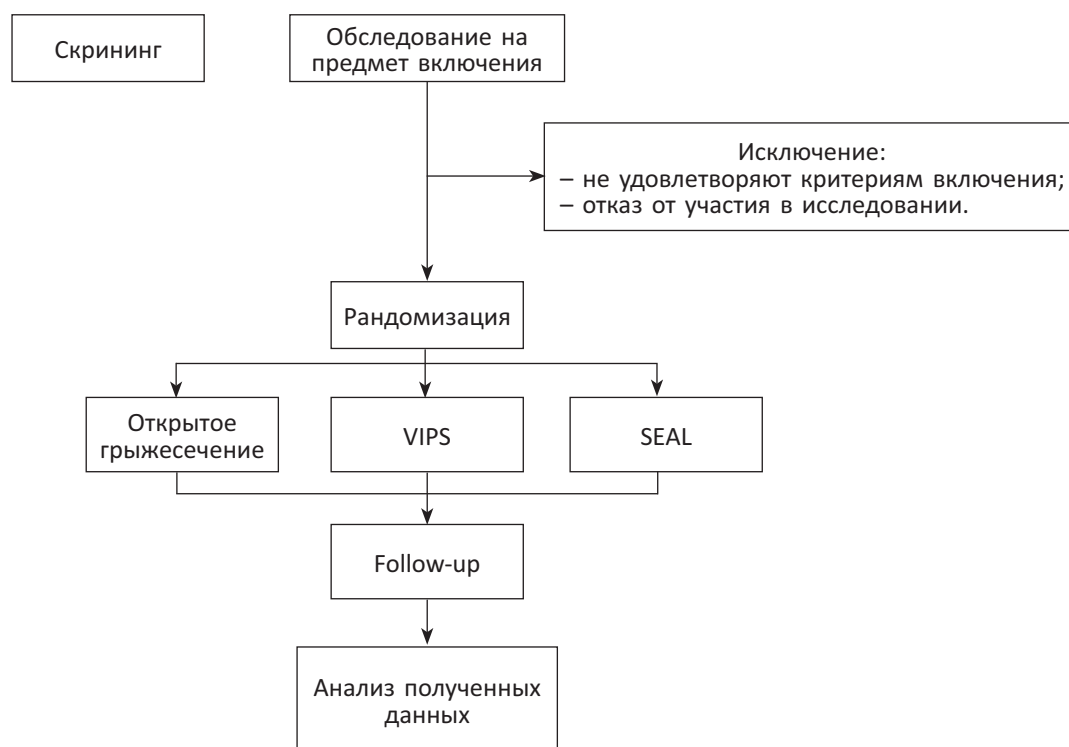 Скрининг
Обследование на
предмет включения
Исключение:
– не удовлетворяют критериям включения;
– отказ от участия в исследовании.
Рандомизация
Открытое
грыжесечение
VIPS
SEAL
Follow-up
Анализ полученных
данных